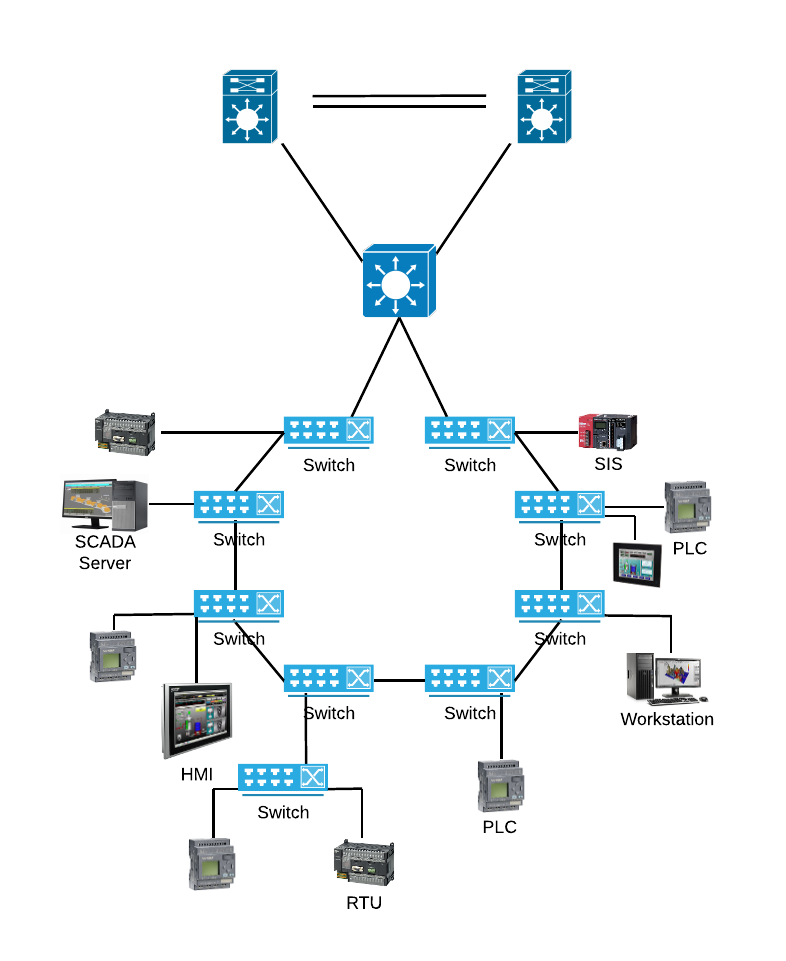 Switch
Switch
SIS
SCADA
Server
Switch
Switch
PLC
Switch
Switch
Switch
Switch
Workstation
HMI
Switch
PLC
RTU